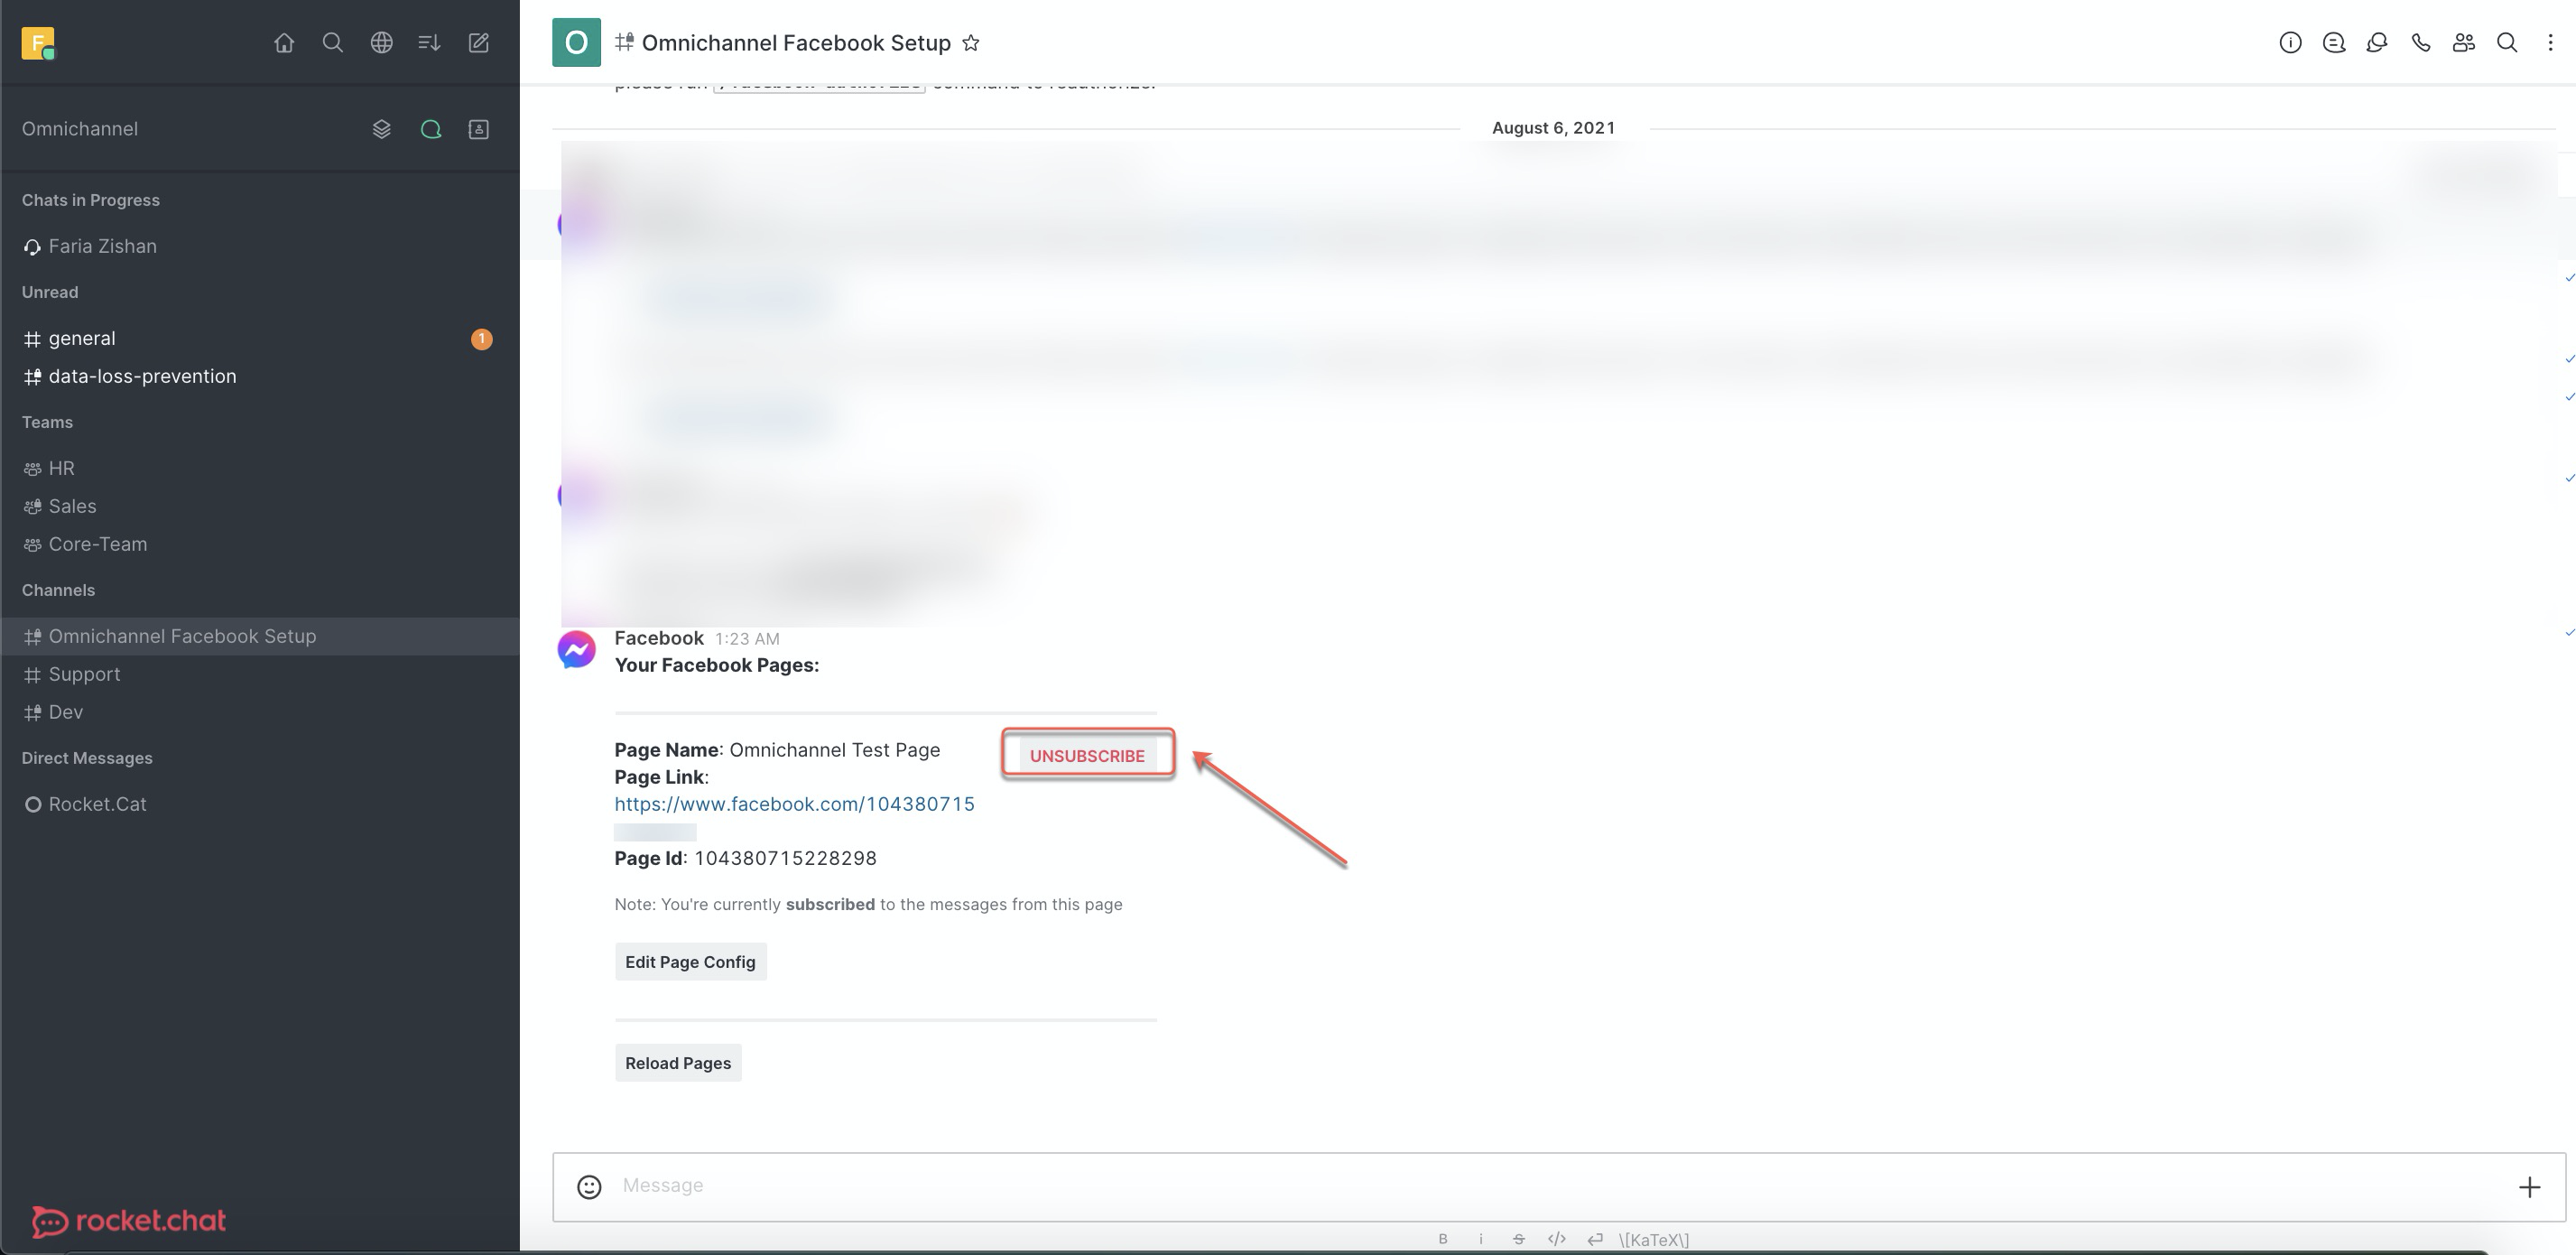 F
Omnichannel
Chats in Progress
Faria Zishan
Unread
general 1
data-loss-prevention
Teams
HR
Sales
Core-Team
Channels
Omnichannel Facebook Setup
Support
Dev
Direct Messages
Rocket.Cat
rocket.chat
O Omnichannel Facebook Setup
command to reauthorize.
August 6, 2021
Facebook 1:23 AM
Your Facebook Pages:
Page Name: Omnichannel Test Page UNSUBSCRIBE
Page Link:
https://www.facebook.com/104380715
Page Id: 104380715228298
Note: You're currently subscribed to the messages from this page
Edit Page Config
Reload Pages
Message
B i S </> \[KaTeX\]